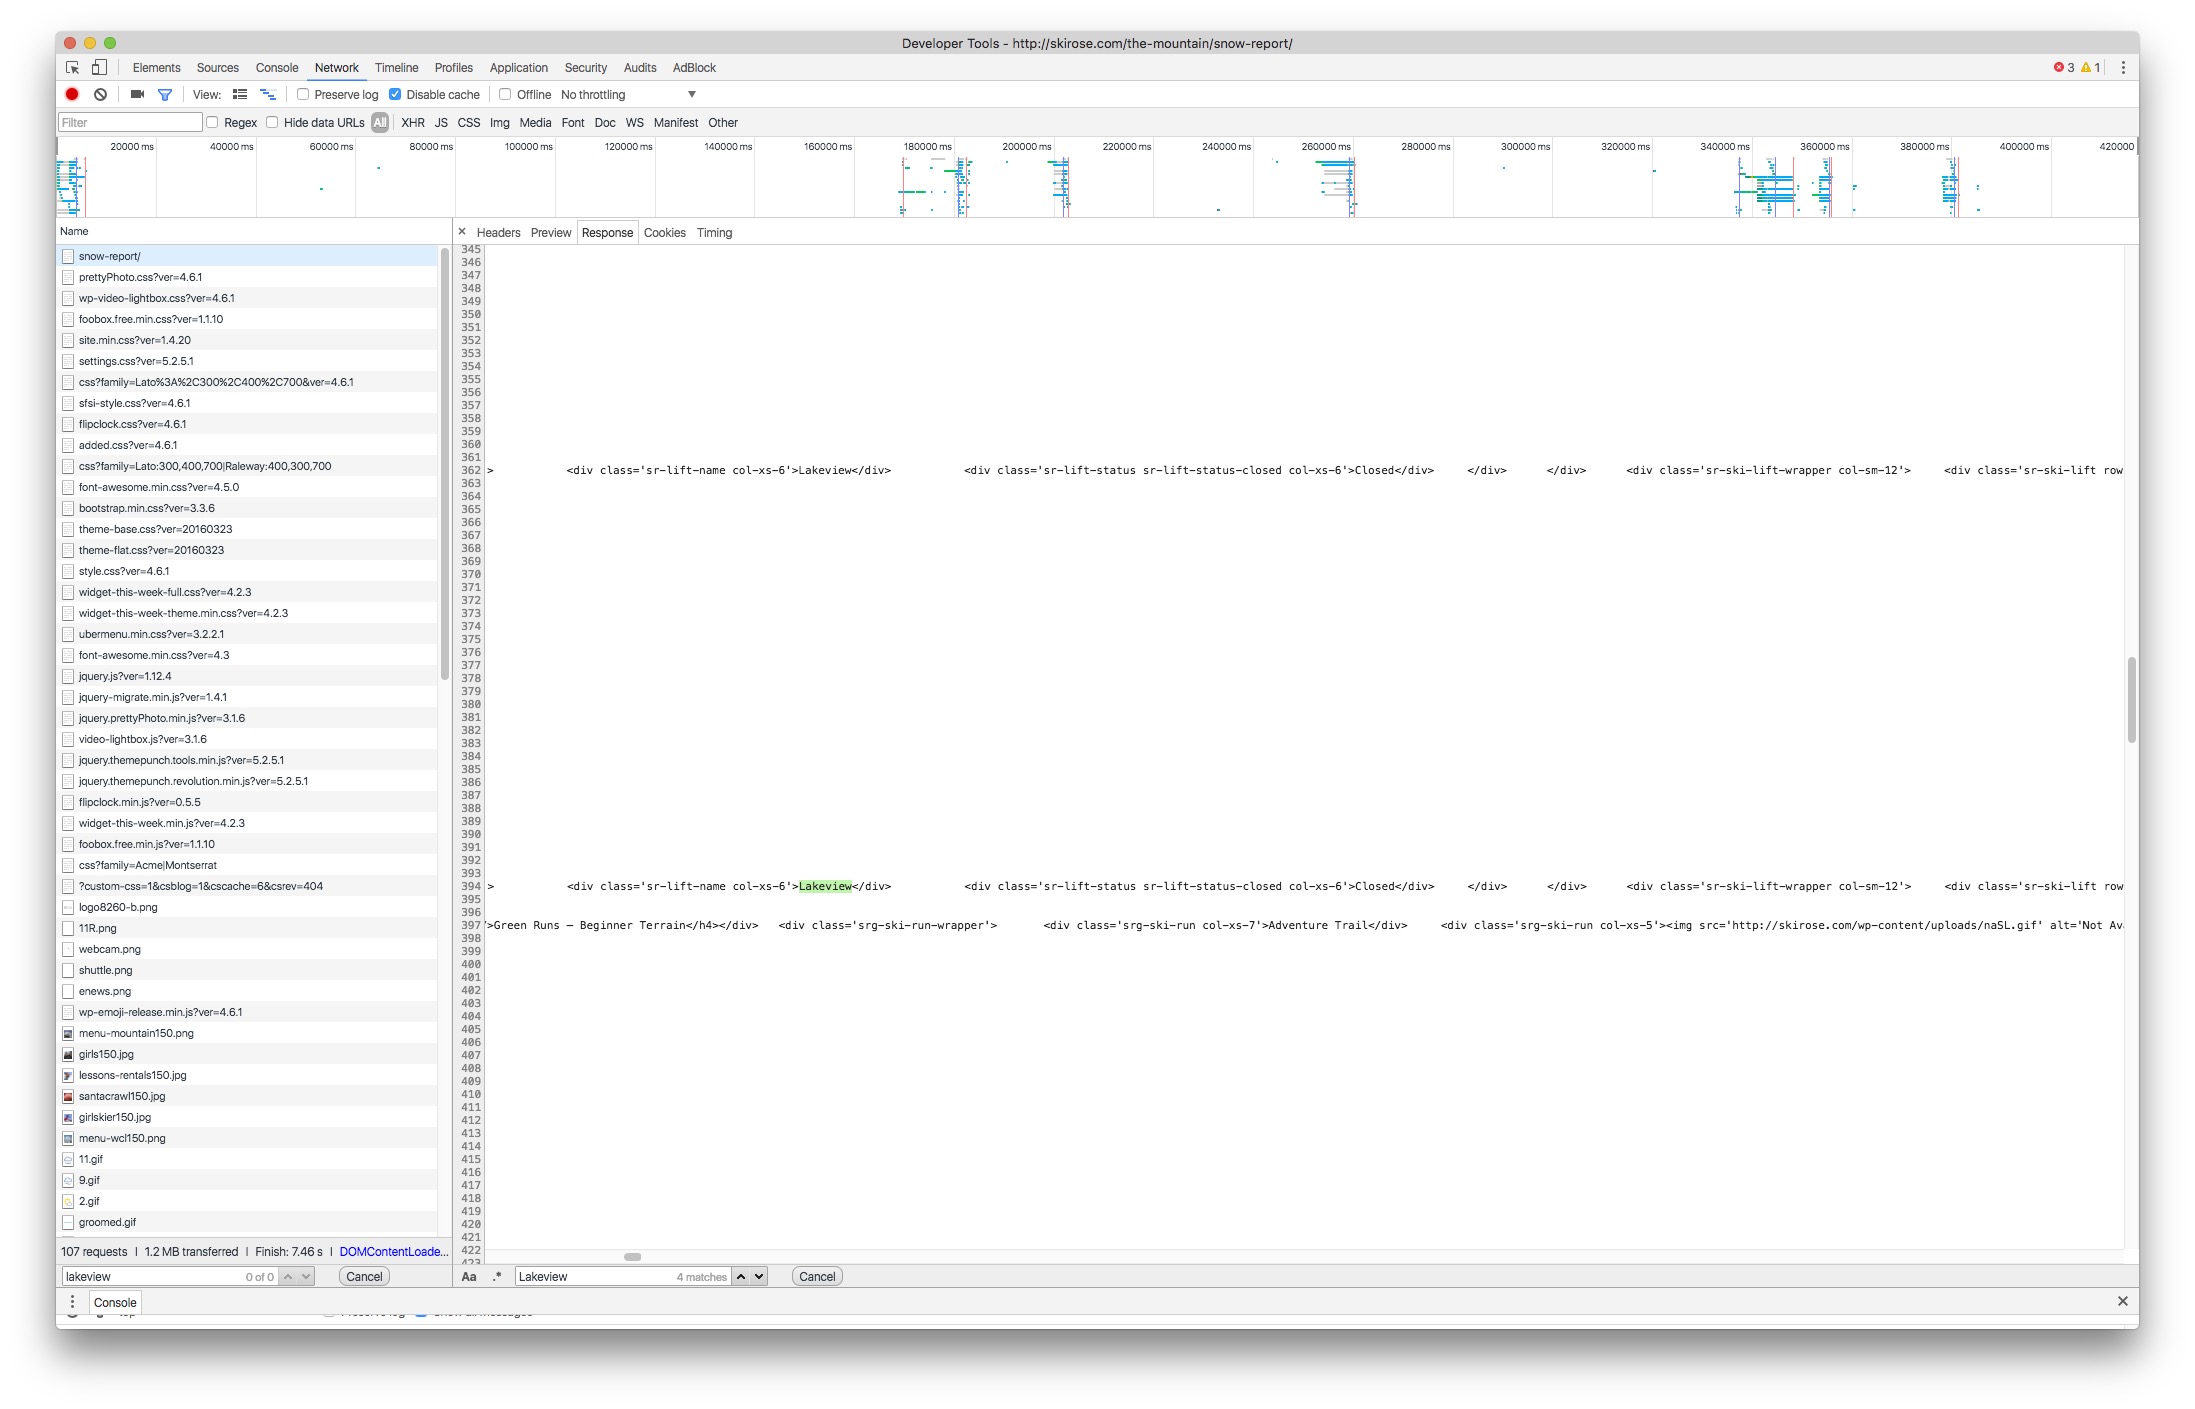 Developer Tools - http://skirose.com/the-mountain/snow-report/
Elements Sources Console Network Timeline Profiles Application Security Audits AdBlock 3 1
View: Preserve log Disable cache Offline No throttling
Filter Regex Hide data URLs All XHR JS CSS Img Media Font Doc WS Manifest Other
20000 ms 40000 ms 60000 ms 80000 ms 100000 ms 120000 ms 140000 ms 160000 ms 180000 ms 200000 ms 220000 ms 240000 ms 260000 ms 280000 ms 300000 ms 320000 ms 340000 ms 360000 ms 380000 ms 400000 ms 420000
Name
snow-report/
prettyPhoto.css?ver=4.6.1
wp-video-lightbox.css?ver=4.6.1
foobox.free.min.css?ver=1.1.10
site.min.css?ver=1.4.20
settings.css?ver=5.2.5.1
css?family=Lato%3A%2C300%2C400%2C700&ver=4.6.1
sfsi-style.css?ver=4.6.1
flipclock.css?ver=4.6.1
added.css?ver=4.6.1
css?family=Lato:300,400,700|Raleway:400,300,700
font-awesome.min.css?ver=4.5.0
bootstrap.min.css?ver=3.3.6
theme-base.css?ver=20160323
theme-flat.css?ver=20160323
style.css?ver=4.6.1
widget-this-week-full.css?ver=4.2.3
widget-this-week-theme.min.css?ver=4.2.3
ubermenu.min.css?ver=3.2.2.1
font-awesome.min.css?ver=4.3
jquery.js?ver=1.12.4
jquery-migrate.min.js?ver=1.4.1
jquery.prettyPhoto.min.js?ver=3.1.6
video-lightbox.js?ver=3.1.6
jquery.themepunch.tools.min.js?ver=5.2.5.1
jquery.themepunch.revolution.min.js?ver=5.2.5.1
flipclock.min.js?ver=0.5.5
widget-this-week.min.js?ver=4.2.3
foobox.free.min.js?ver=1.1.10
css?family=Acme|Montserrat
?custom-css=1&csblog=1&cscache=6&csrev=404
logo8260-b.png
11R.png
webcam.png
shuttle.png
enews.png
wp-emoji-release.min.js?ver=4.6.1
menu-mountain150.png
girls150.jpg
lessons-rentals150.jpg
santacrawl150.jpg
girlskier150.jpg
menu-wcl150.png
11.gif
9.gif
2.gif
groomed.gif
107 requests | 1.2 MB transferred | Finish: 7.46 s | DOMContentLoade...
lakeview 0 of 0 Cancel
× Headers Preview Response Cookies Timing
345
346
347
348
349
350
351
352
353
354
355
356
357
358
359
360
361
362 > <div class='sr-lift-name col-xs-6'>Lakeview</div> <div class='sr-lift-status sr-lift-status-closed col-xs-6'>Closed</div> </div> </div> <div class='sr-ski-lift-wrapper col-sm-12'> <div class='sr-ski-lift row
363
364
365
366
367
368
369
370
371
372
373
374
375
376
377
378
379
380
381
382
383
384
385
386
387
388
389
390
391
392
393
394 > <div class='sr-lift-name col-xs-6'>Lakeview</div> <div class='sr-lift-status sr-lift-status-closed col-xs-6'>Closed</div> </div> </div> <div class='sr-ski-lift-wrapper col-sm-12'> <div class='sr-ski-lift row
395
396
397 '>Green Runs – Beginner Terrain</h4></div> <div class='srg-ski-run-wrapper'> <div class='srg-ski-run col-xs-7'>Adventure Trail</div> <div class='srg-ski-run col-xs-5'><img src='http://skirose.com/wp-content/uploads/naSL.gif' alt='Not Av
398
399
400
401
402
403
404
405
406
407
408
409
410
411
412
413
414
415
416
417
418
419
420
421
422
423
Aa .* Lakeview 4 matches Cancel
Console